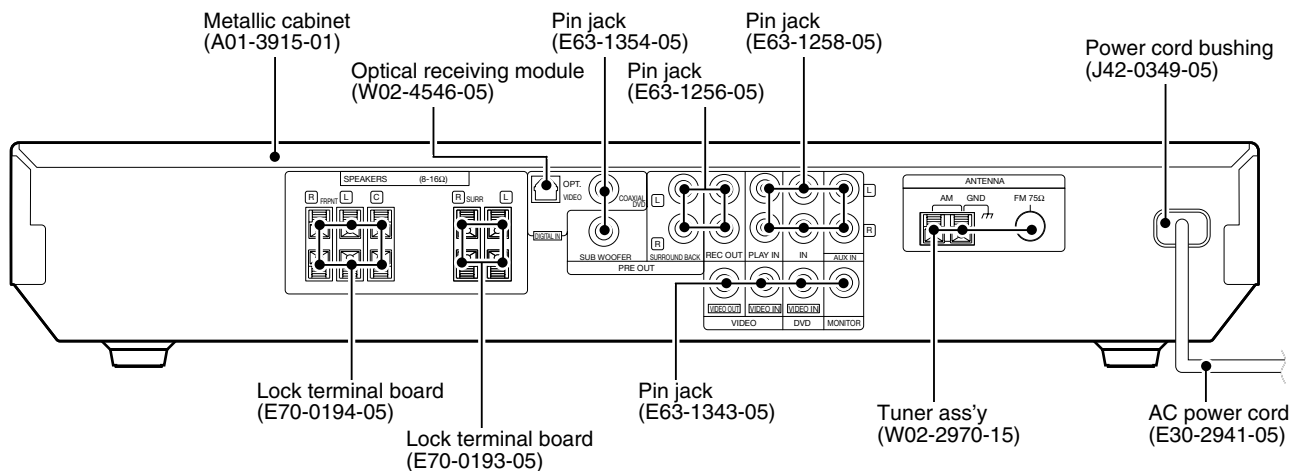 Metallic cabinet
(A01-3915-01)
Pin jack
(E63-1354-05)
Pin jack
(E63-1258-05)
Optical receiving module
(W02-4546-05)
Pin jack
(E63-1256-05)
Power cord bushing
(J42-0349-05)
SPEAKERS (8-16Ω)
R FRPNT L C
R SURR L
OPT.
VIDEO
COAXIAL
DVD
DIGITAL IN
SUB WOOFER
PRE OUT
L
R
SURROUND BACK
REC OUT PLAY IN IN AUX IN
L
R
VIDEO OUT VIDEO IN VIDEO IN
VIDEO DVD MONITOR
ANTENNA
AM GND FM 75Ω
Lock terminal board
(E70-0194-05)
Lock terminal board
(E70-0193-05)
Pin jack
(E63-1343-05)
Tuner ass'y
(W02-2970-15)
AC power cord
(E30-2941-05)